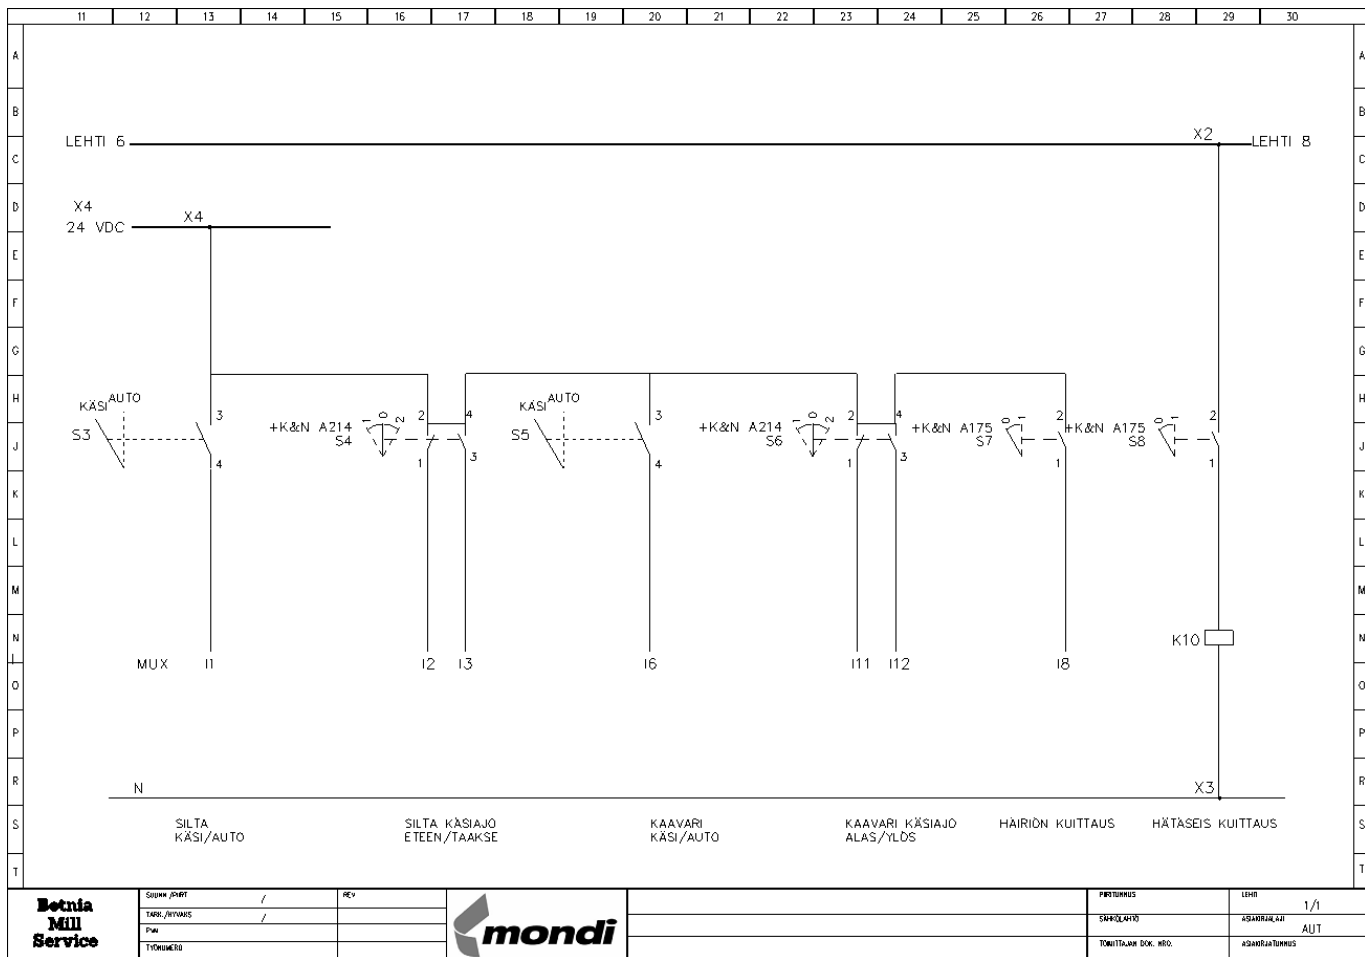 11 12 13 14 15 16 17 18 19 20 21 22 23 24 25 26 27 28 29 30
A A
B B
LEHTI 6 X2 LEHTI 8
C C
X4
D X4 D
24 VDC
E E
F F
G G
H H
KÄSI AUTO 3 2 4 KÄSI AUTO 3 2 4 2 2
S3 +K&N A214 1 0 2 S5 +K&N A214 1 0 2 +K&N A175 0 1 +K&N A175 0 1
S4 S6 S7 S8
J J
4 1 3 4 1 3 1 1
K K
L L
M M
N K10 N
MUX I1 I2 I3 I6 I11 I12 I8
O O
P P
R N X3 R
S S
SILTA SILTA KÄSIAJO KAAVARI KAAVARI KÄSIAJO HÄIRIÖN KUITTAUS HÄTÄSEIS KUITTAUS
KÄSI/AUTO ETEEN/TAAKSE KÄSI/AUTO ALAS/YLÖS
T T
Botnia
Mill
Service
SUUNN./PIIRT /
REV
TARK./HYVÄKS /
PVM
TYÖNUMERO
mondi
PIIRITUNNUS
LEHTI
1/1
SÄHKÖLÄHTÖ
ASIAKIRJALAJI
AUT
TOIMITTAJAN DOK. NRO.
ASIAKIRJATUNNUS